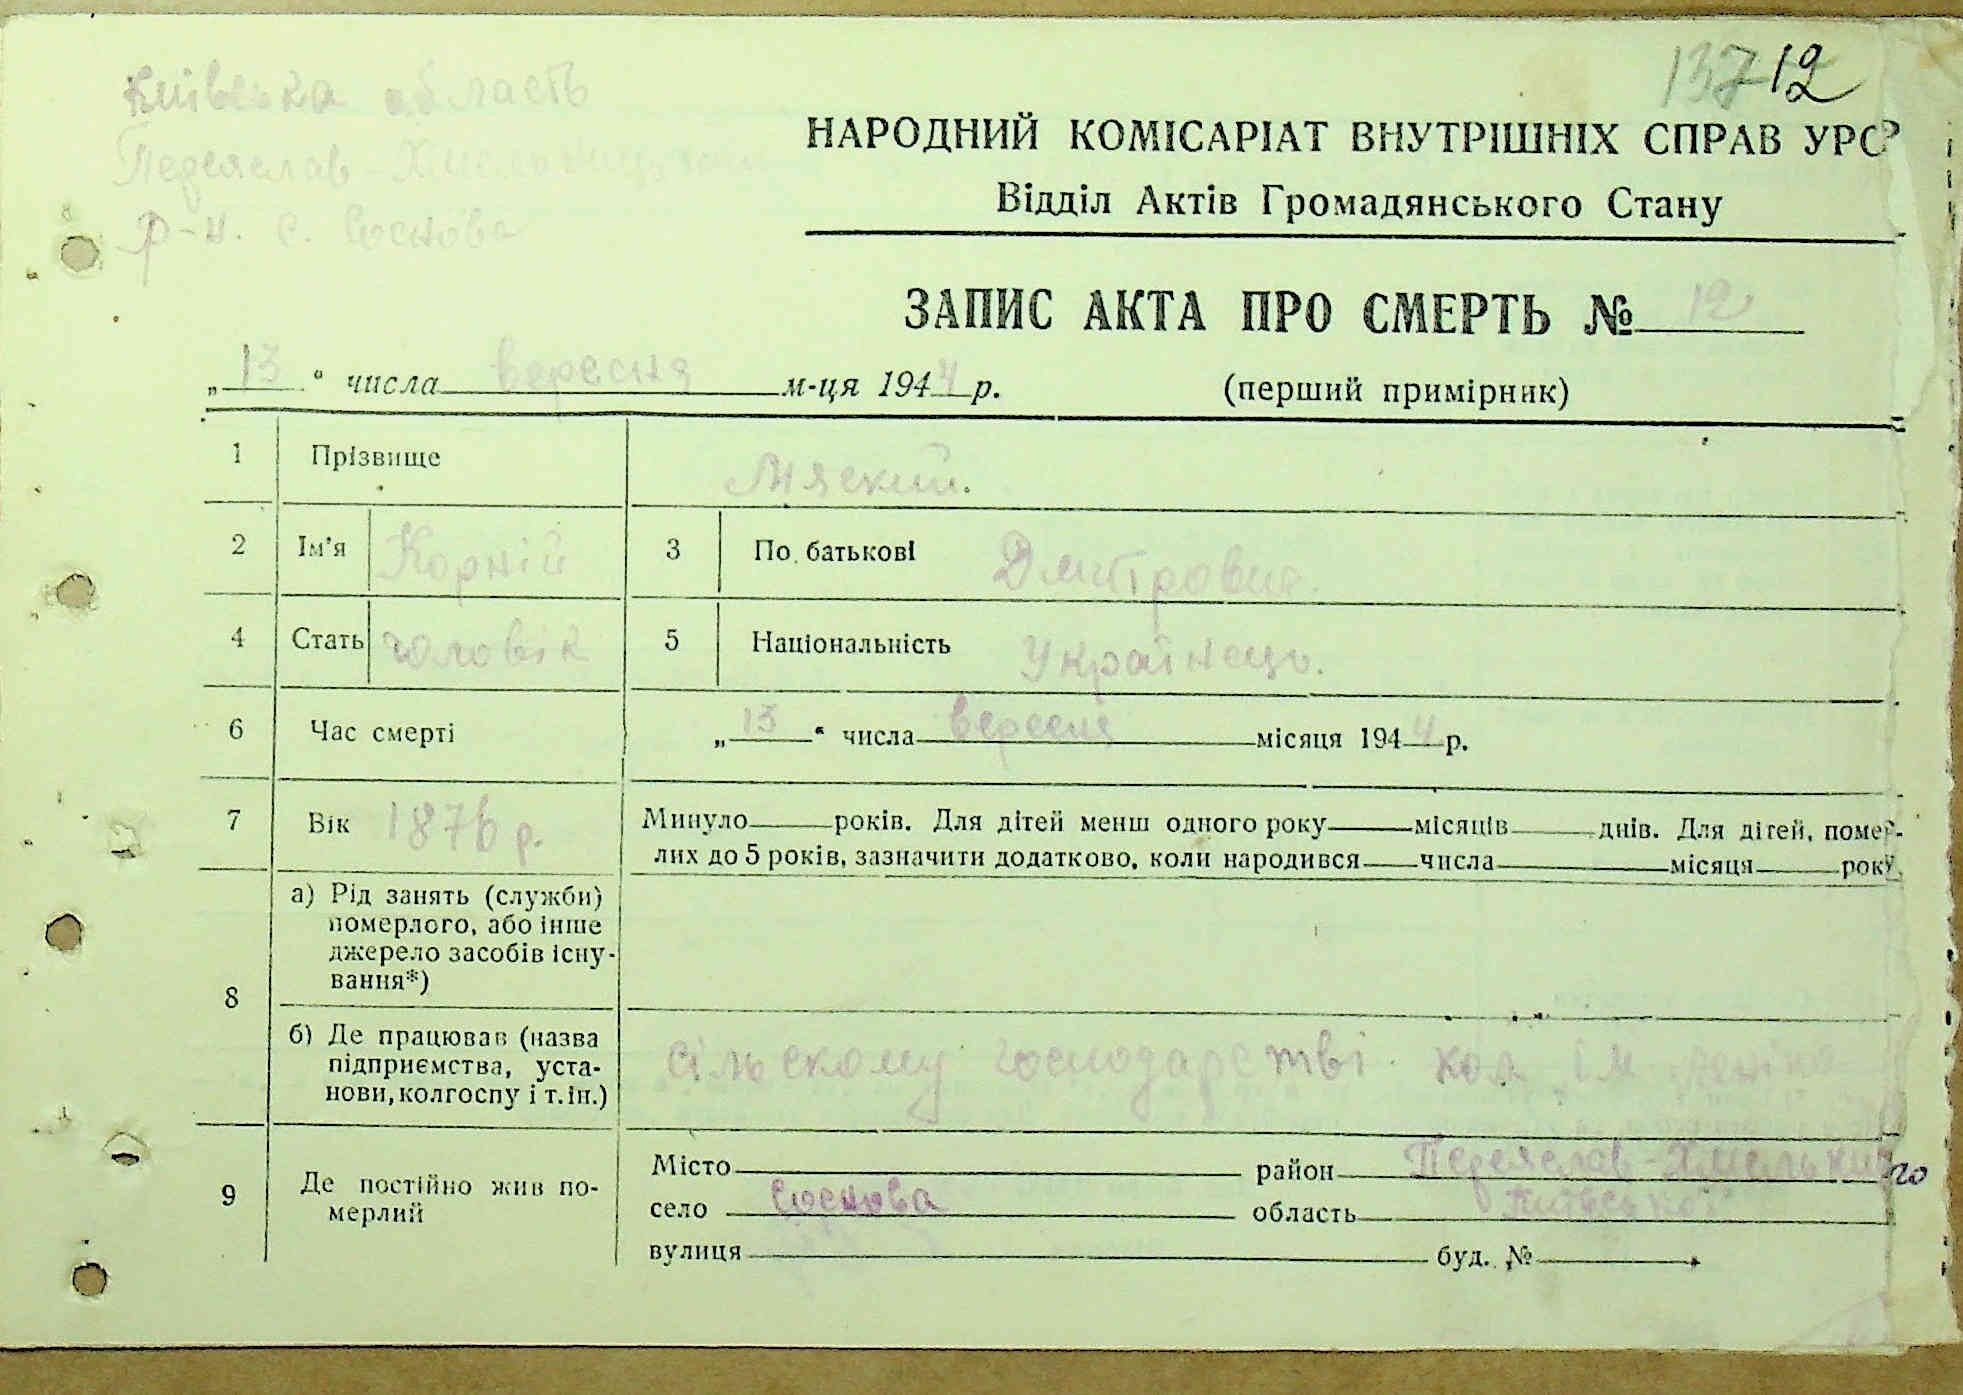 Київська область
137 12
Переяслав-Хмельницький
р-н. с. Соснова
НАРОДНИЙ КОМІСАРІАТ ВНУТРІШНІХ СПРАВ УРСР
Відділ Актів Громадянського Стану
ЗАПИС АКТА ПРО СМЕРТЬ № 12
„ 13 " числа вересня м-ця 1944 р. (перший примірник)
1 Прізвище Мяский.
2 Ім'я Корній 3 По батькові Дмитрович.
4 Стать чоловік 5 Національність Українець.
6 Час смерті „ 13 " числа вересня місяця 1944 р.
7 Вік 1876 р. Минуло років. Для дітей менш одного року місяців днів. Для дітей, помер-
лих до 5 років, зазначити додатково, коли народився числа місяця року.
8 а) Рід занять (служби)
померлого, або інше
джерело засобів існу-
вання*)
б) Де працював (назва
підприємства, уста-
нови, колгоспу і т. ін.)
сільскому господарстві. кол ім Леніна
9 Де постійно жив по-
мерлий
Місто район Переяслав-Хмельницького
село Соснова область Київської
вулиця буд. №